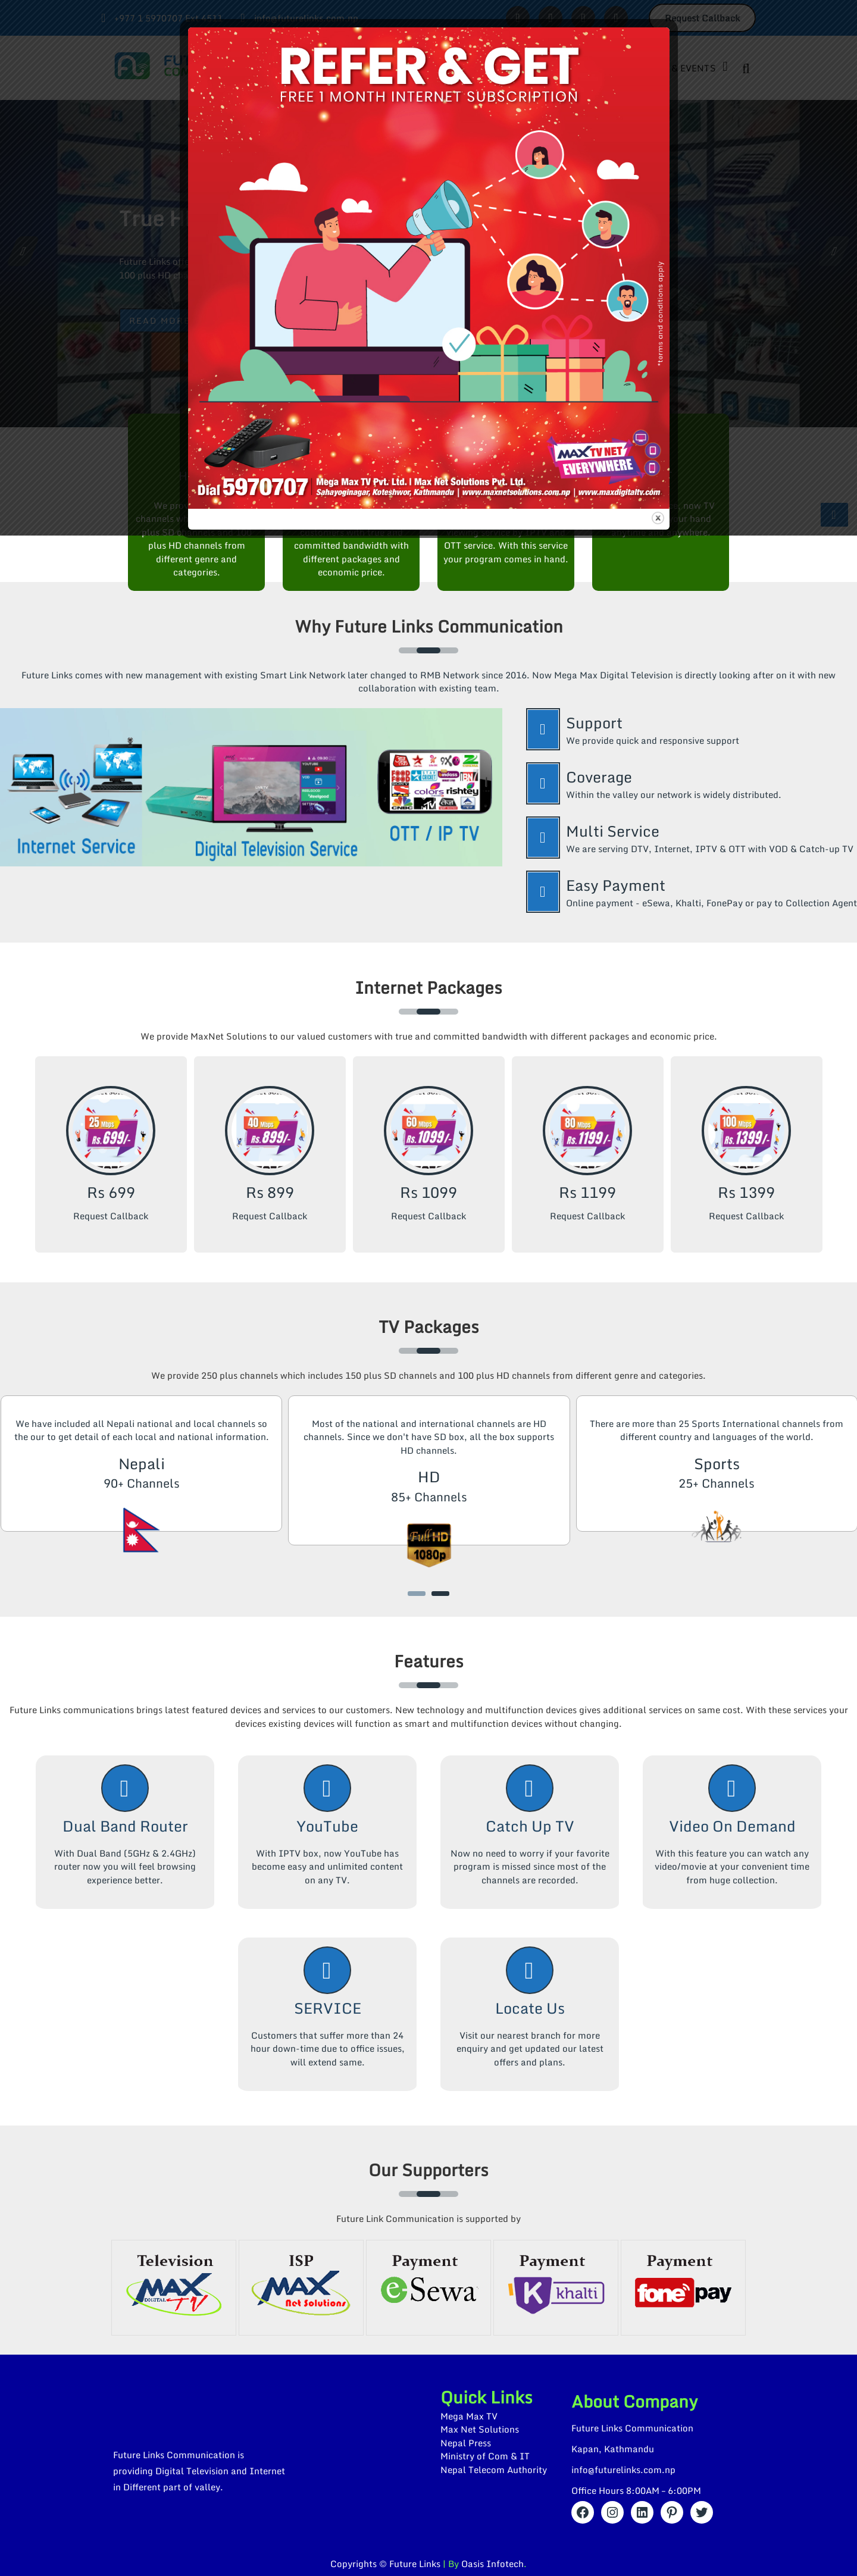 +977 1 5970707 Ext 6533
info@futurelinks.com.np
Request Callback
& EVENTS
REFER & GET
FREE 1 MONTH INTERNET SUBSCRIPTION
*terms and conditions apply
MAX TV NET
EVERYWHERE
Dial 5970707
Mega Max TV Pvt. Ltd. I Max Net Solutions Pvt. Ltd.
Sahayoginagar, Koteshwor, Kathmandu | www.maxnetsolutions.com.np | www.maxdigitaltv.com
X
True H
Future Links
100 plus HD
READ MORE
plus HD channels from
different genre and
categories.
committed bandwidth with
different packages and
economic price.
OTT service. With this service
your program comes in hand.
now TV
hand
Why Future Links Communication
Future Links comes with new management with existing Smart Link Network later changed to RMB Network since 2016. Now Mega Max Digital Television is directly looking after on it with new
collaboration with existing team.
Internet Service
Digital Television Service
OTT / IP TV
Support
We provide quick and responsive support
Coverage
Within the valley our network is widely distributed.
Multi Service
We are serving DTV, Internet, IPTV & OTT with VOD & Catch-up TV
Easy Payment
Online payment - eSewa, Khalti, FonePay or pay to Collection Agent
Internet Packages
We provide MaxNet Solutions to our valued customers with true and committed bandwidth with different packages and economic price.
25 Mbps
Rs. 699/-
40 Mbps
Rs. 899/-
60 Mbps
Rs. 1099/-
80 Mbps
Rs. 1199/-
100 Mbps
Rs. 1399/-
Rs 699
Rs 899
Rs 1099
Rs 1199
Rs 1399
Request Callback
Request Callback
Request Callback
Request Callback
Request Callback
TV Packages
We provide 250 plus channels which includes 150 plus SD channels and 100 plus HD channels from different genre and categories.
We have included all Nepali national and local channels so
the our to get detail of each local and national information.
Nepali
90+ Channels
Most of the national and international channels are HD
channels. Since we don't have SD box, all the box supports
HD channels.
HD
85+ Channels
Full HD
1080p
There are more than 25 Sports International channels from
different country and languages of the world.
Sports
25+ Channels
Features
Future Links communications brings latest featured devices and services to our customers. New technology and multifunction devices gives additional services on same cost. With these services your
devices existing devices will function as smart and multifunction devices without changing.
Dual Band Router
With Dual Band (5GHz & 2.4GHz)
router now you will feel browsing
experience better.
YouTube
With IPTV box, now YouTube has
become easy and unlimited content
on any TV.
Catch Up TV
Now no need to worry if your favorite
program is missed since most of the
channels are recorded.
Video On Demand
With this feature you can watch any
video/movie at your convenient time
from huge collection.
SERVICE
Customers that suffer more than 24
hour down-time due to office issues,
will extend same.
Locate Us
Visit our nearest branch for more
enquiry and get updated our latest
offers and plans.
Our Supporters
Future Link Communication is supported by
Television
MAX
DIGITAL TV
ISP
MAX
Net Solutions
Payment
eSewa
Payment
khalti
Payment
fonepay
Future Links Communication is
providing Digital Television and Internet
in Different part of valley.
Quick Links
Mega Max TV
Max Net Solutions
Nepal Press
Ministry of Com & IT
Nepal Telecom Authority
About Company
Future Links Communication
Kapan, Kathmandu
info@futurelinks.com.np
Office Hours 8:00AM – 6:00PM
Copyrights © Future Links | By Oasis Infotech.